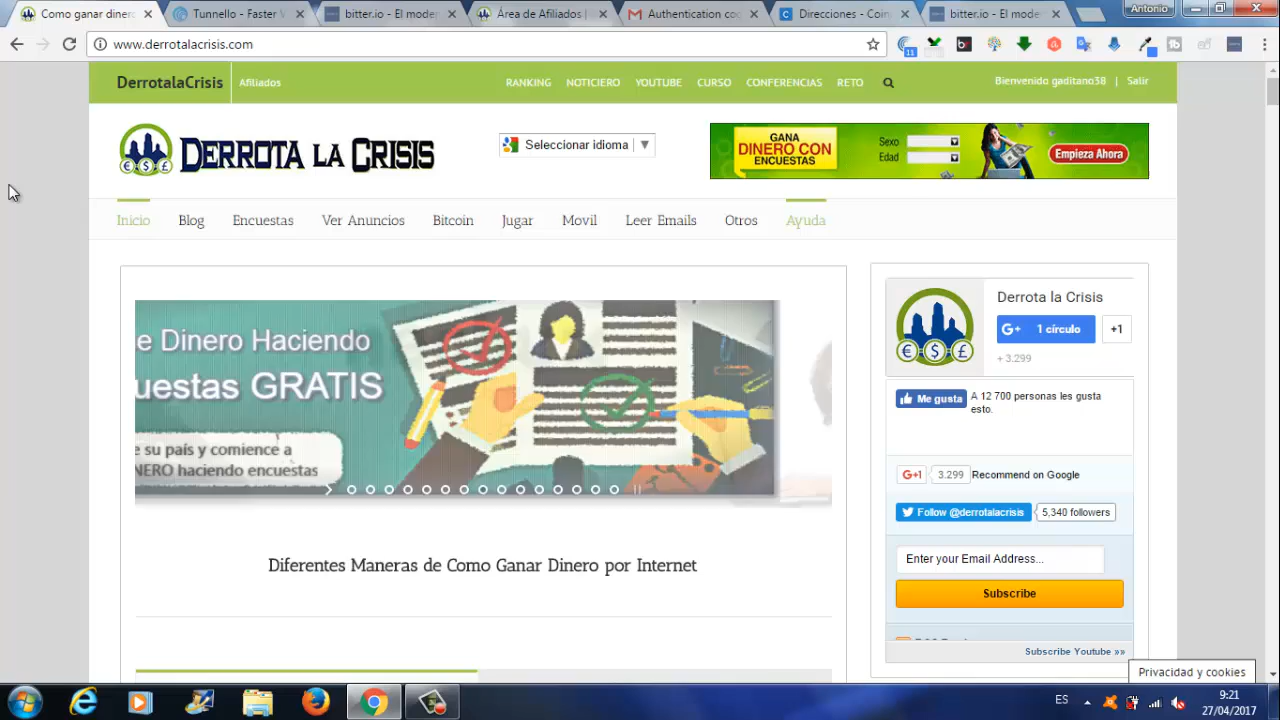 Como ganar dinero
Tunnello - Faster W
bitter.io - El mode
Área de Afiliados |
Authentication co
Direcciones - Coin
bitter.io - El mode
Antonio
www.derrotalacrisis.com
11
DerrotalaCrisis
Afiliados
RANKING
NOTICIERO
YOUTUBE
CURSO
CONFERENCIAS
RETO
Bienvenido gaditano38 | Salir
DERROTA LA CRISIS
Seleccionar idioma
GANA
DINERO CON
ENCUESTAS
Sexo
Edad
Empieza Ahora
Inicio
Blog
Encuestas
Ver Anuncios
Bitcoin
Jugar
Movil
Leer Emails
Otros
Ayuda
e Dinero Haciendo
uestas GRATIS
e su país y comience a
INERO haciendo encuestas
Diferentes Maneras de Como Ganar Dinero por Internet
Derrota la Crisis
G+ 1 círculo
+1
+ 3.299
Me gusta
A 12 700 personas les gusta
esto.
G+1
3.299
Recommend on Google
Follow @derrotalacrisis
5,340 followers
Enter your Email Address...
Subscribe
Subscribe Youtube »»
Privacidad y cookies
ES
9:21
27/04/2017